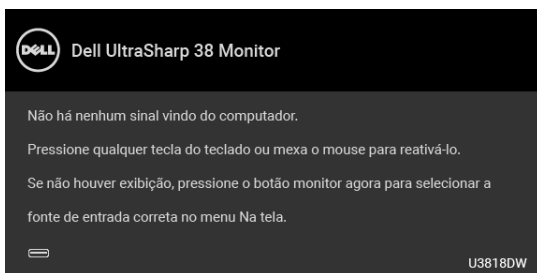 DELL
Dell UltraSharp 38 Monitor
Não há nenhum sinal vindo do computador.
Pressione qualquer tecla do teclado ou mexa o mouse para reativá-lo.
Se não houver exibição, pressione o botão monitor agora para selecionar a
fonte de entrada correta no menu Na tela.
U3818DW